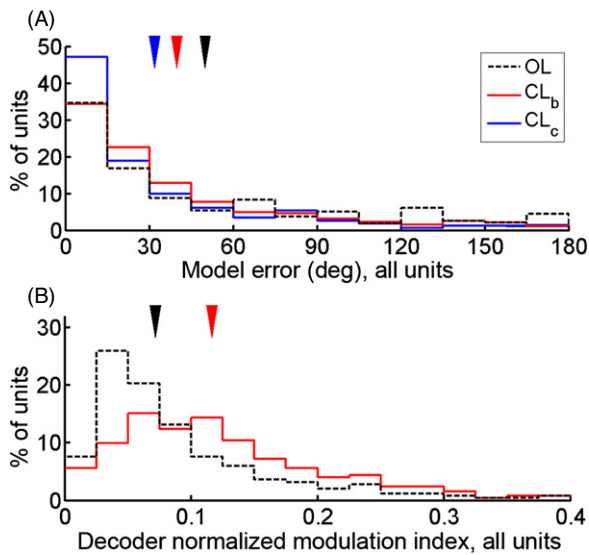 (A)
50
40
30
20
10
0
% of units
OL
CLb
CLc
0 30 60 90 120 150 180
Model error (deg), all units
(B)
30
20
10
0
% of units
0 0.1 0.2 0.3 0.4
Decoder normalized modulation index, all units